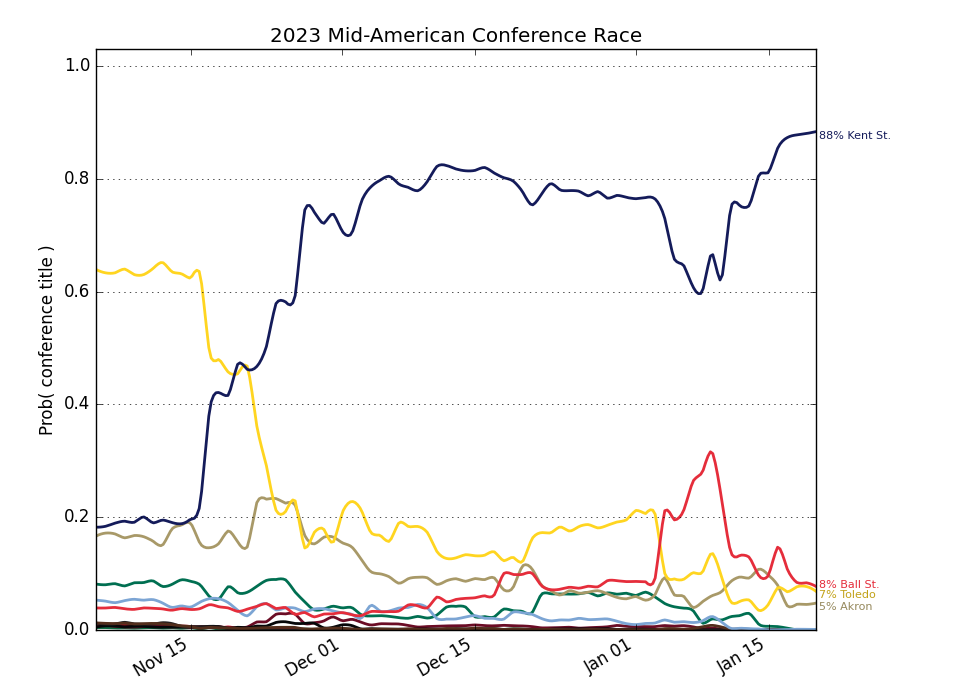 2023 Mid-American Conference Race
Prob( conference title )
1.0
0.8
0.6
0.4
0.2
0.0
Nov 15
Dec 01
Dec 15
Jan 01
Jan 15
88% Kent St.
8% Ball St.
7% Toledo
5% Akron